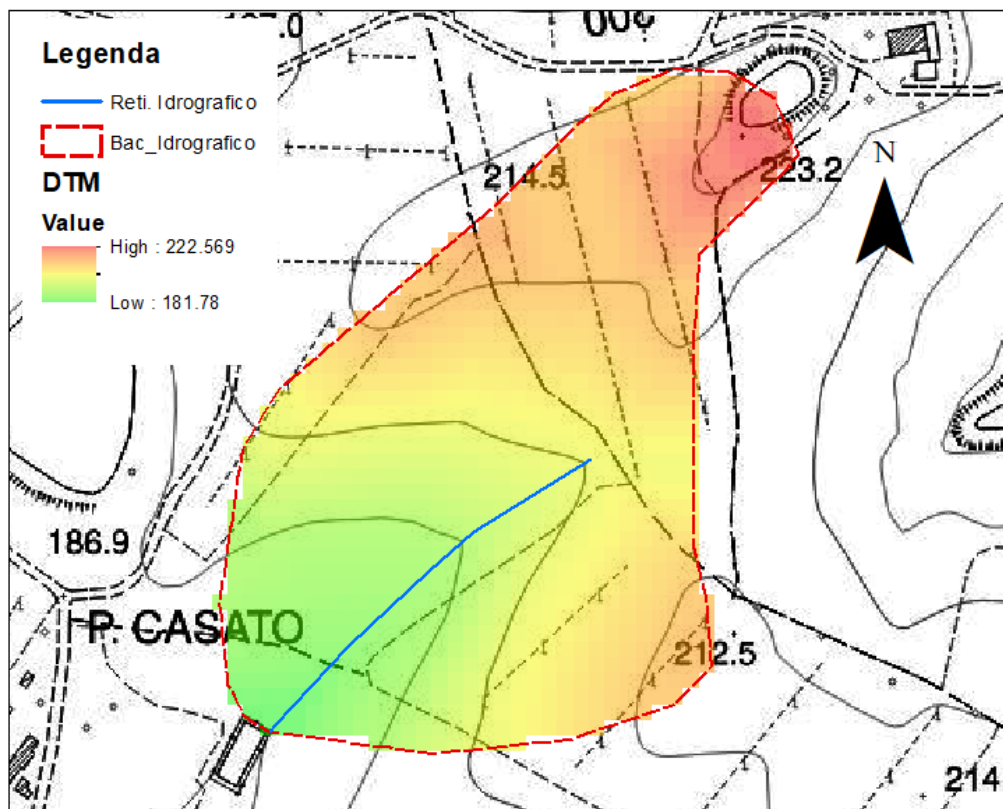 Legenda
Reti. Idrografico
Bac_Idrografico
DTM
Value
High : 222.569
Low : 181.78
214.5
223.2
N
186.9
P. CASATO
212.5
214